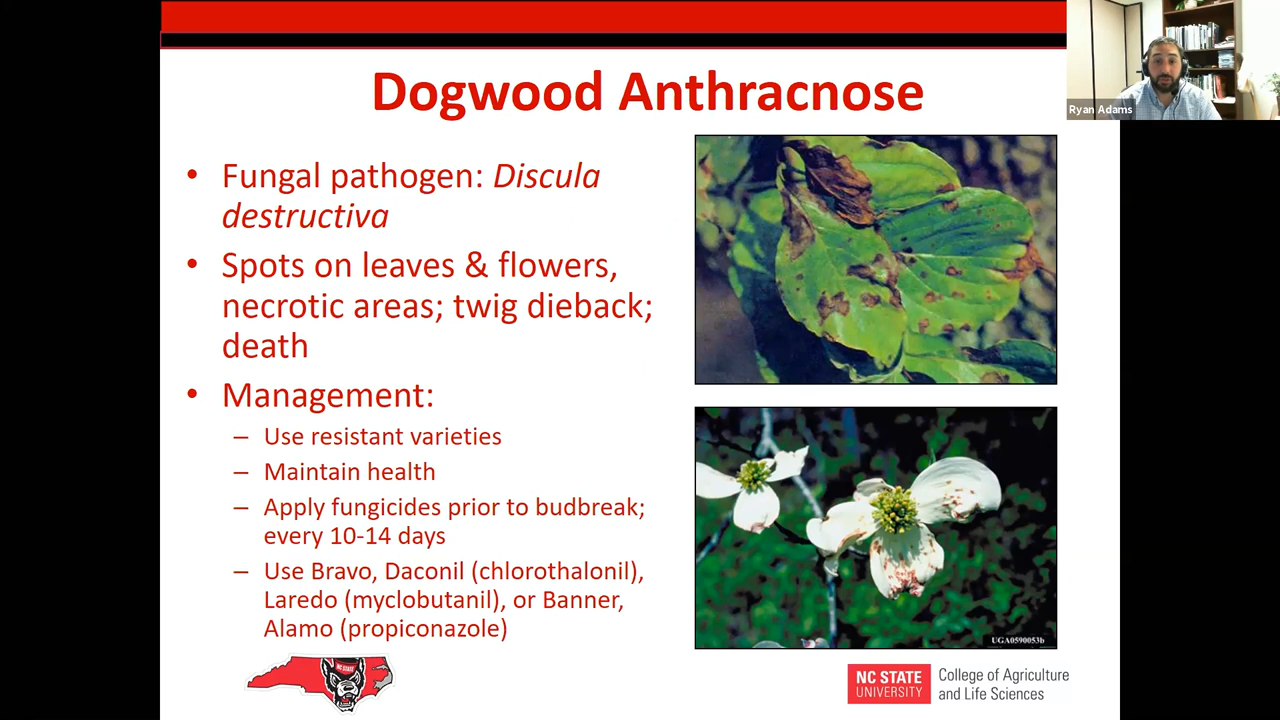 Dogwood Anthracnose
Ryan Adams
• Fungal pathogen: Discula
destructiva
• Spots on leaves & flowers,
necrotic areas; twig dieback;
death
• Management:
– Use resistant varieties
– Maintain health
– Apply fungicides prior to budbreak;
every 10-14 days
– Use Bravo, Daconil (chlorothalonil),
Laredo (myclobutanil), or Banner,
Alamo (propiconazole)
UGA0590053b
NC STATE
NC STATE
UNIVERSITY
College of Agriculture
and Life Sciences